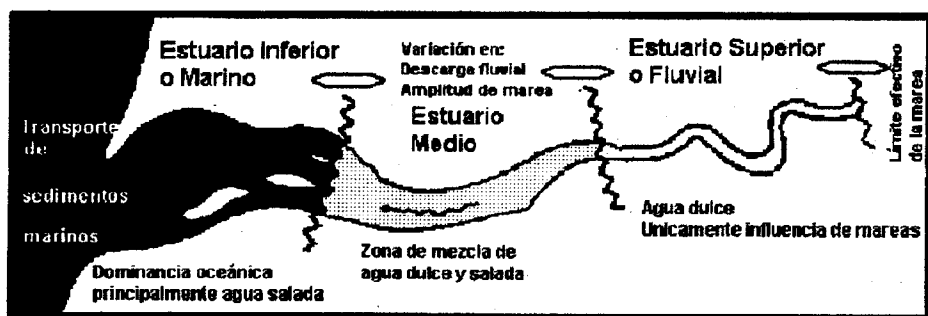 Estuario Inferior
o Marino
Variación en:
Descarga fluvial
Amplitud de marea
Estuario
Medio
Estuario Superior
o Fluvial
Límite efectivo
de la marea
Transporte
de
sedimentos
marinos
Dominancia oceánica
principalmente agua salada
Zona de mezcla de
agua dulce y salada
Agua dulce
Unicamente influencia de mareas